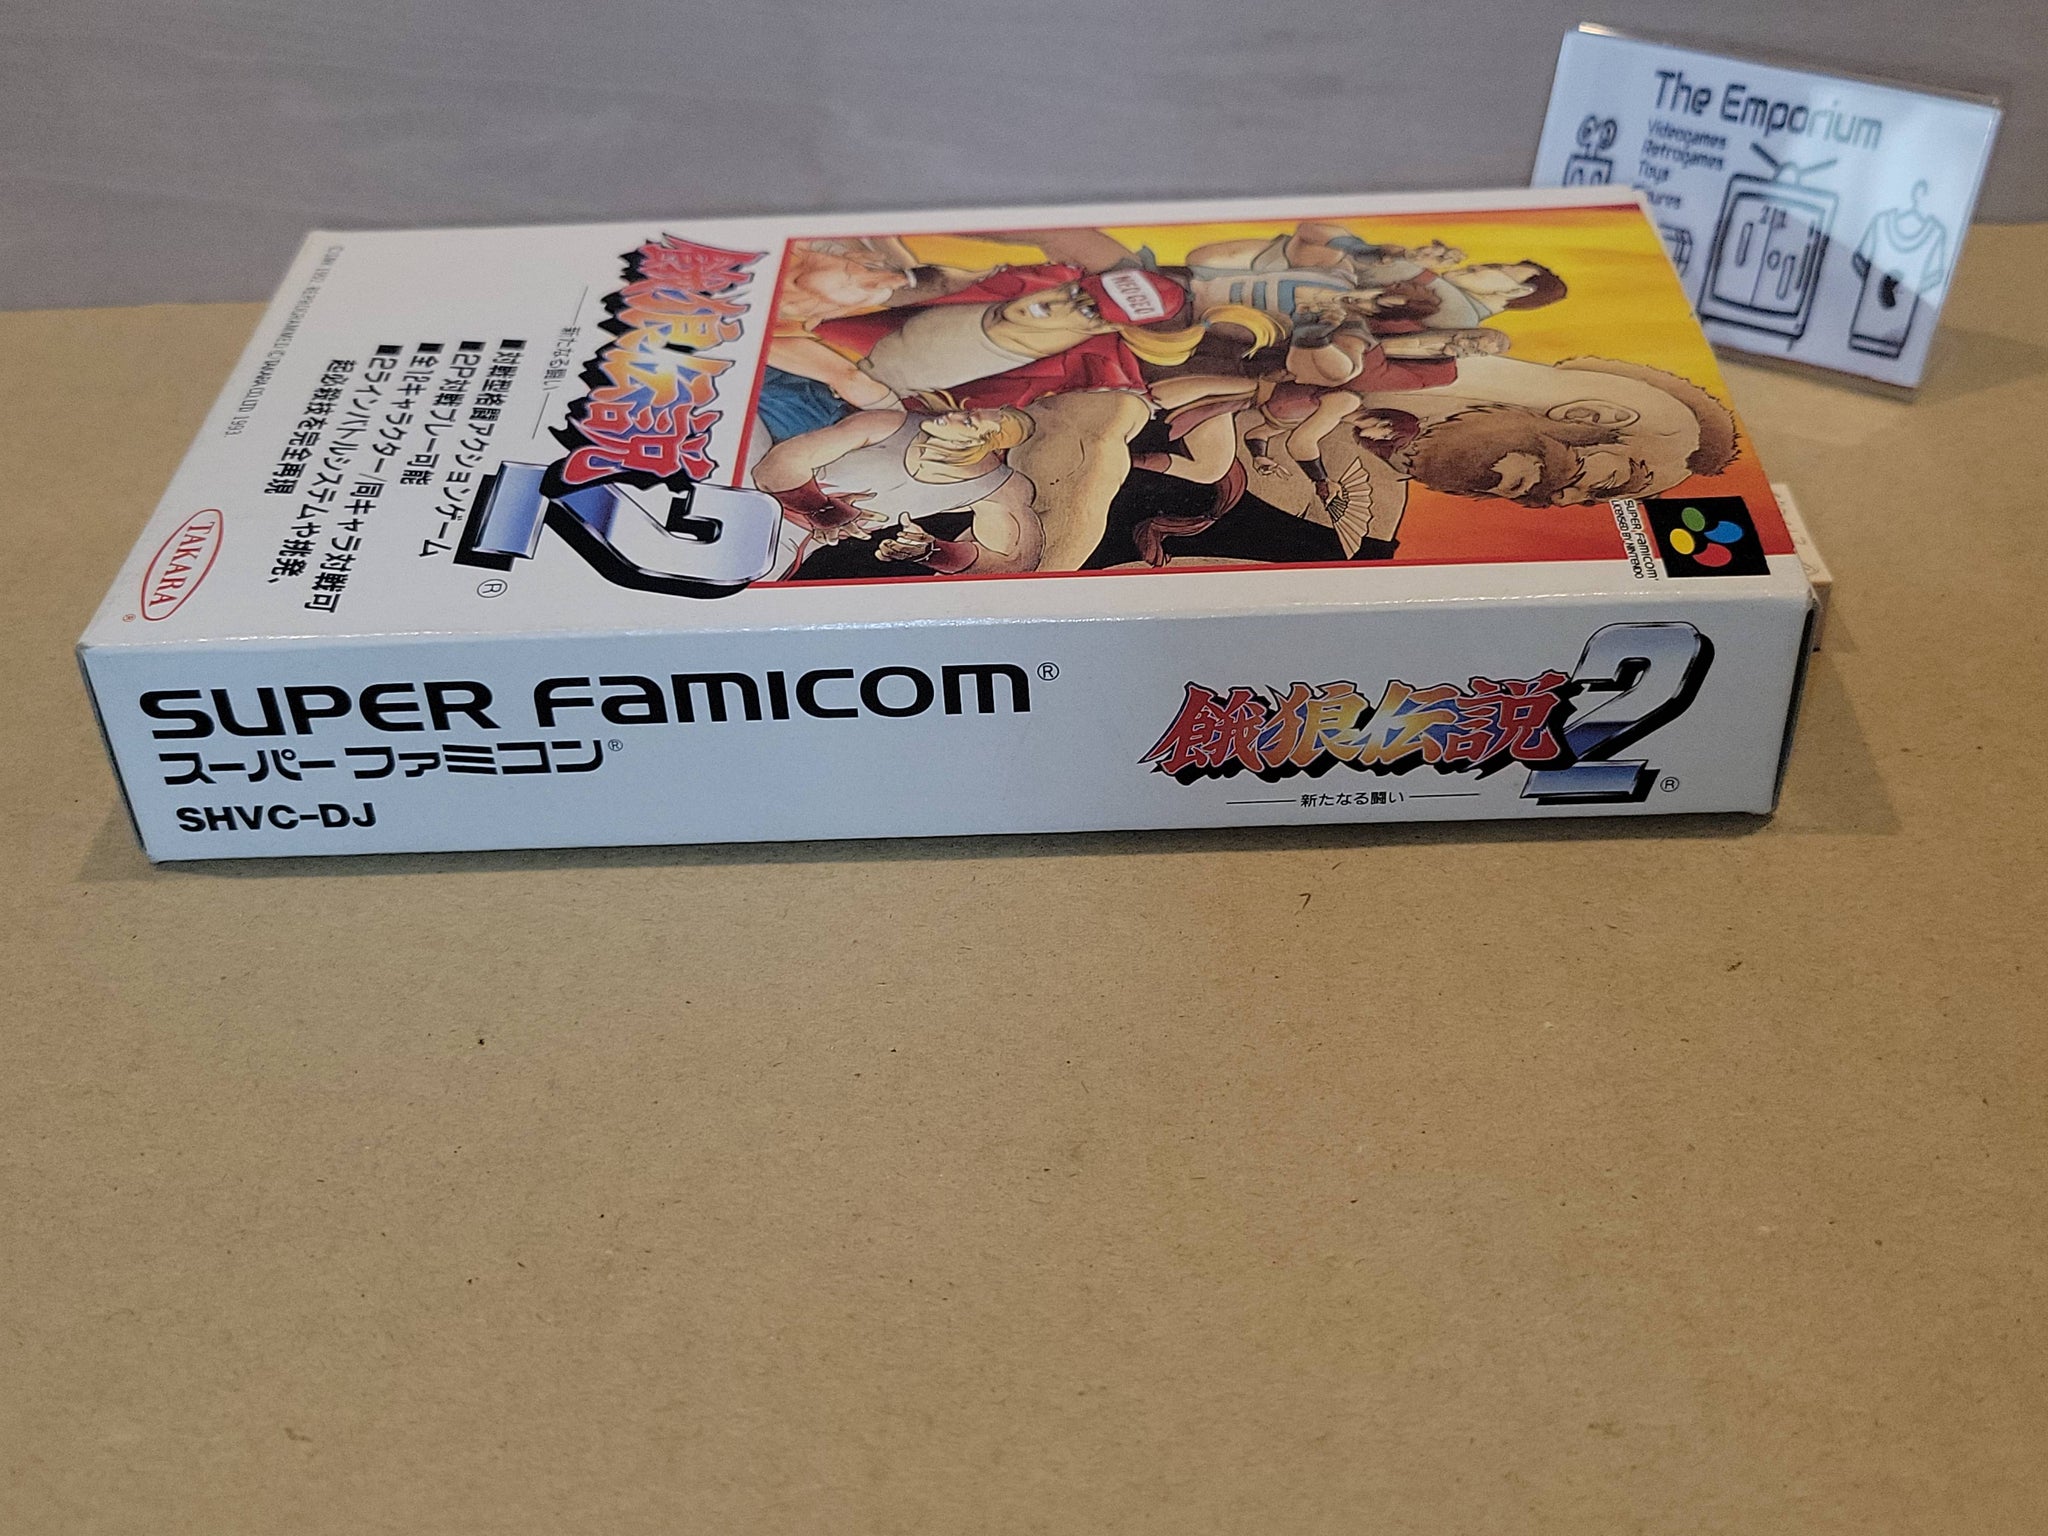 The Emporium
Videogames
Retrogames
Toys
餓狼伝説2
新たなる闘い
®
■対戦型格闘アクションゲーム
■2P対戦プレー可能
■全12キャラクター/同キャラ対戦可
■2ラインバトルシステムや挑発、
超必殺技を完全再現
TAKARA
®
NEO GEO
SUPER Famicom
LICENSED BY NINTENDO
SUPER Famicom®
スーパーファミコン®
SHVC-DJ
餓狼伝説2
新たなる闘い
®